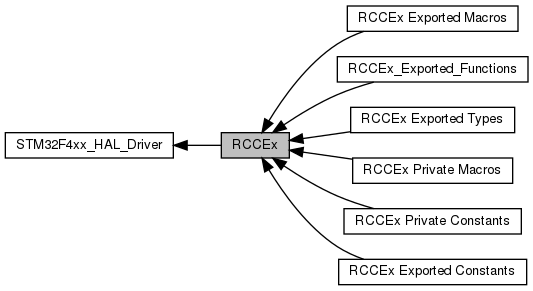 RCCEx Exported Macros
RCCEx_Exported_Functions
RCCEx Exported Types
STM32F4xx_HAL_Driver
RCCEx
RCCEx Private Macros
RCCEx Private Constants
RCCEx Exported Constants